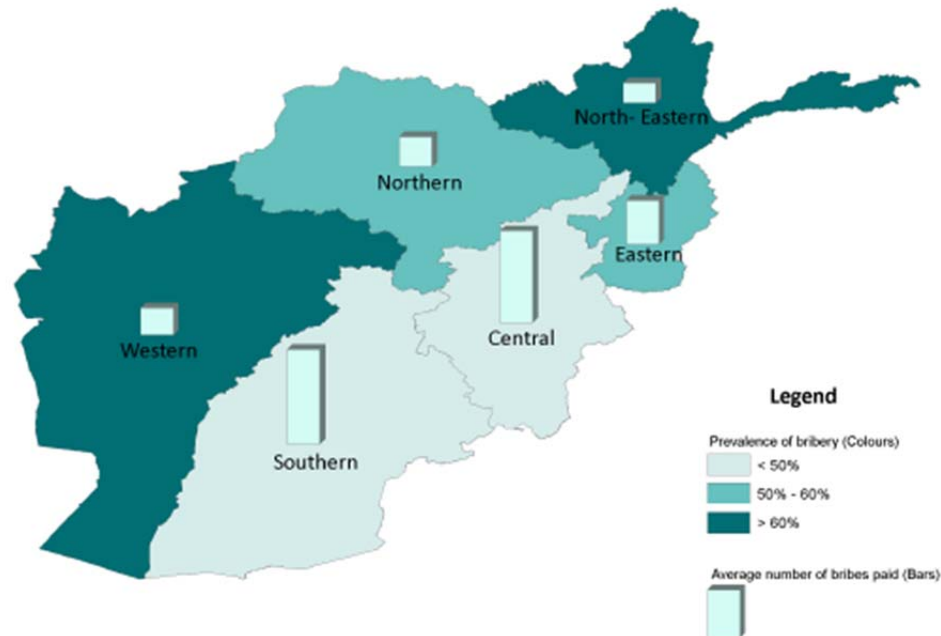 North- Eastern
Northern
Eastern
Central
Western
Southern
Legend
Prevalence of bribery (Colours)
< 50%
50% - 60%
> 60%
Average number of bribes paid (Bars)